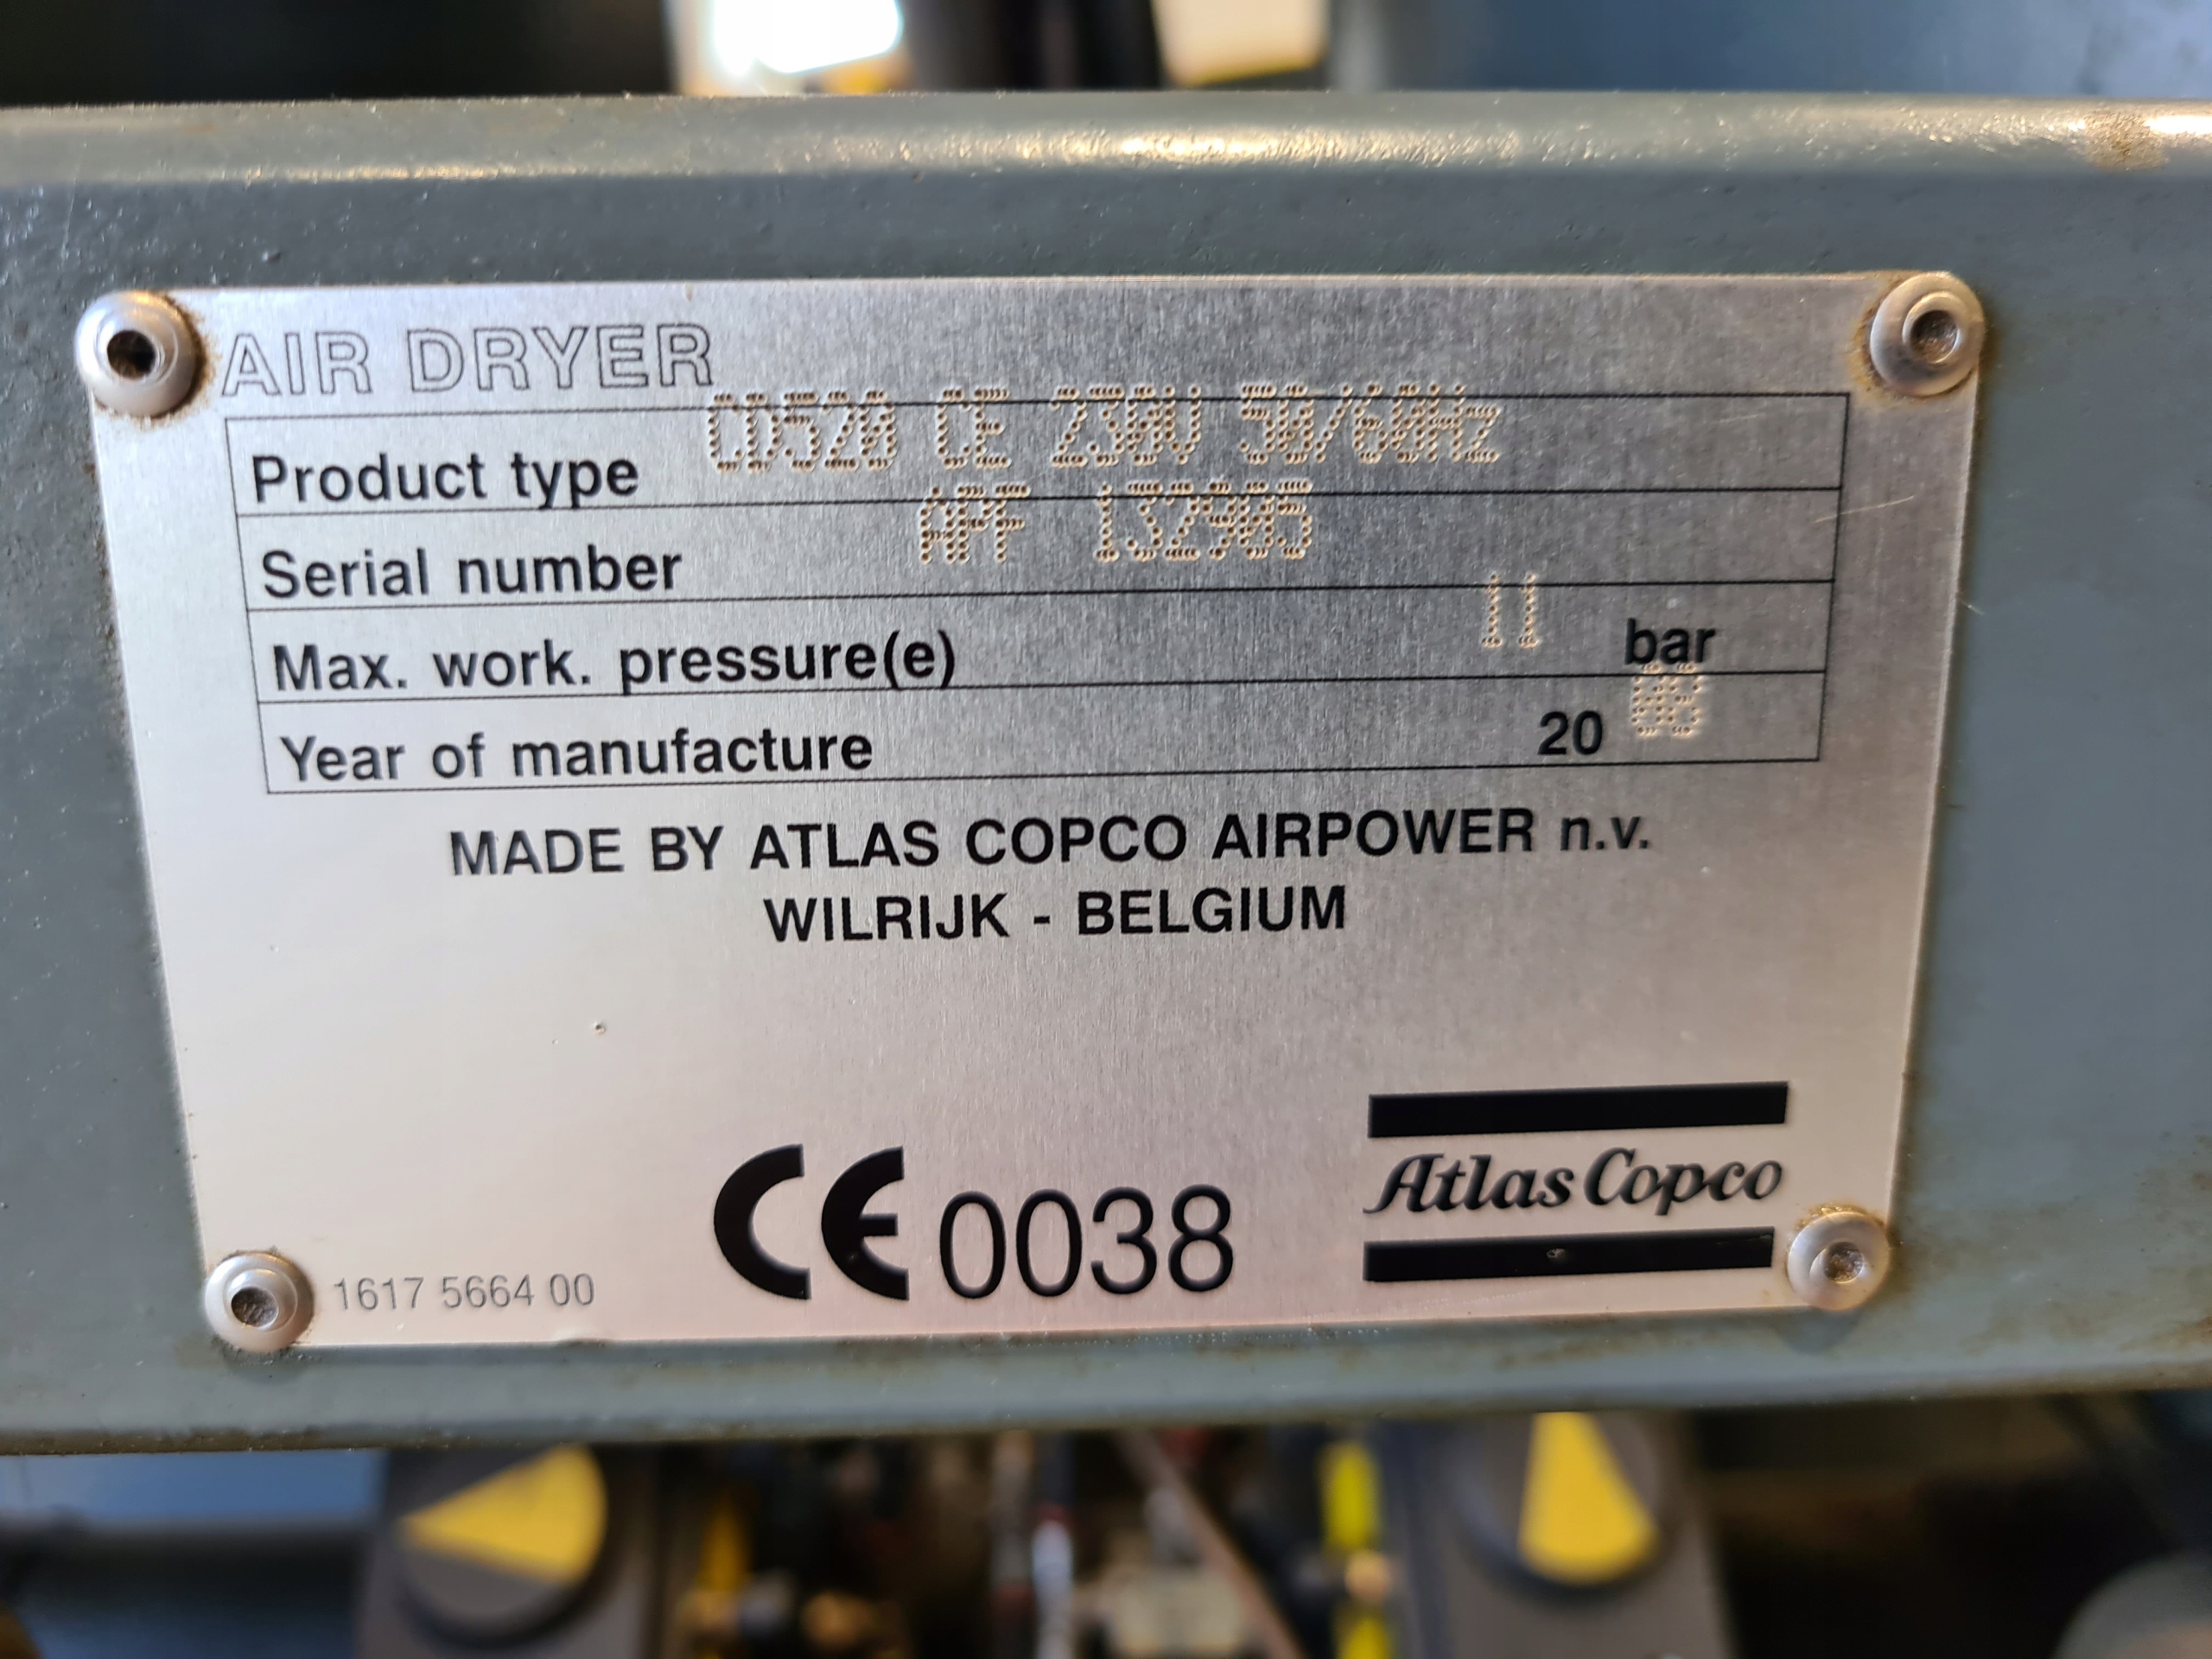 AIR DRYER
Product type CD520 CE 230V 50/60Hz
Serial number APF 132905
Max. work. pressure(e) 11 bar
Year of manufacture 20
MADE BY ATLAS COPCO AIRPOWER n.v.
WILRIJK - BELGIUM
CE 0038
Atlas Copco
1617 5664 00